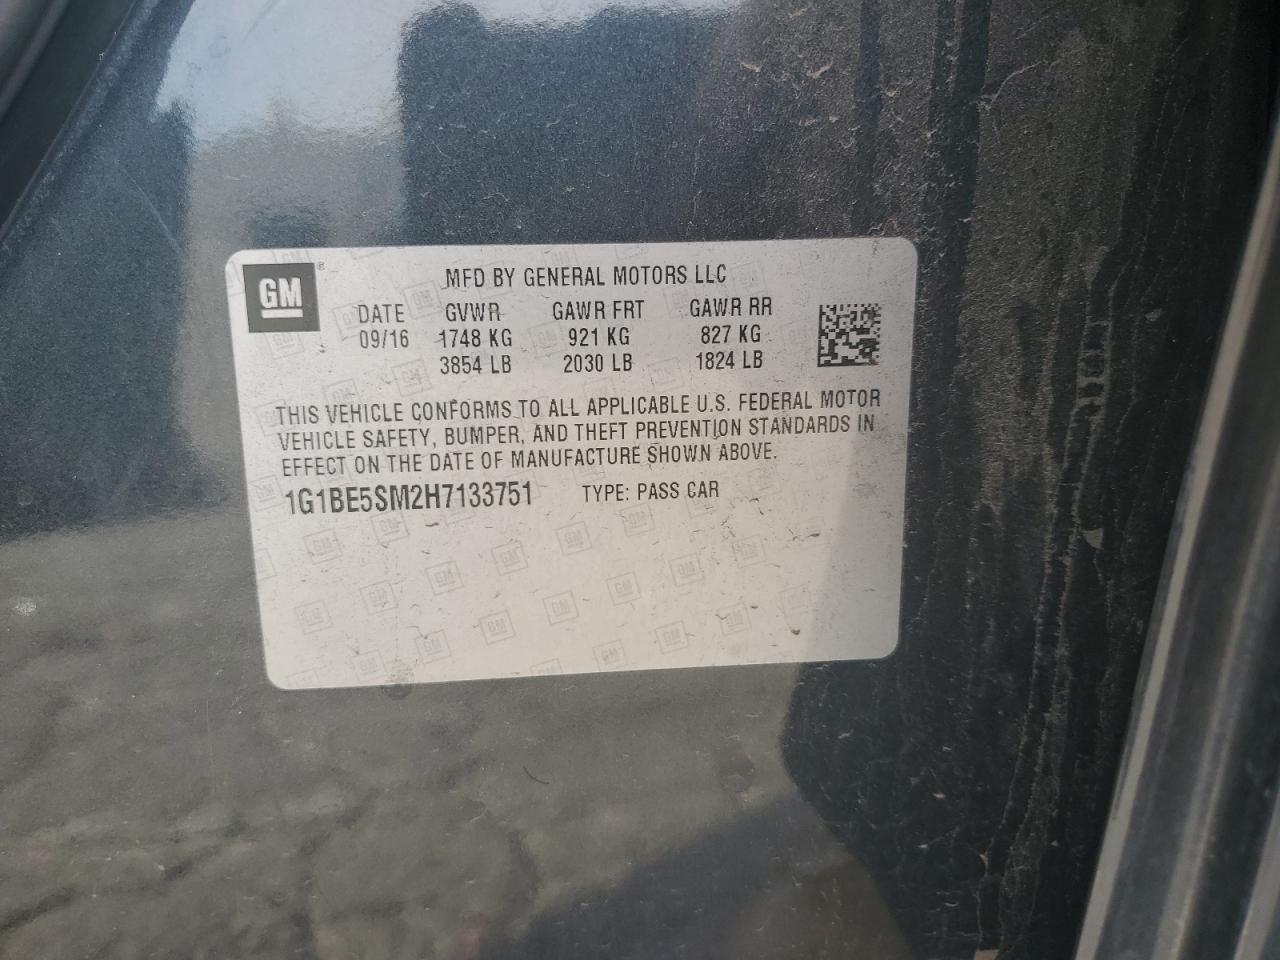 GM
MFD BY GENERAL MOTORS LLC
DATE GVWR GAWR FRT GAWR RR
09/16 1748 KG 921 KG 827 KG
3854 LB 2030 LB 1824 LB
THIS VEHICLE CONFORMS TO ALL APPLICABLE U.S. FEDERAL MOTOR
VEHICLE SAFETY, BUMPER, AND THEFT PREVENTION STANDARDS IN
EFFECT ON THE DATE OF MANUFACTURE SHOWN ABOVE.
1G1BE5SM2H7133751 TYPE: PASS CAR